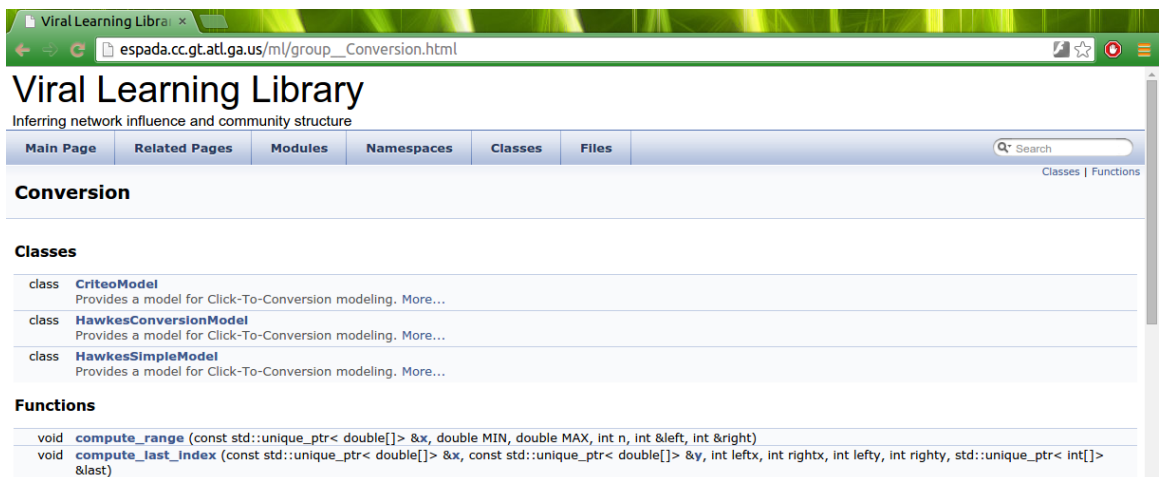 Viral Learning Librar ×
espada.cc.gt.atl.ga.us/ml/group__Conversion.html
Viral Learning Library
Inferring network influence and community structure
Main Page Related Pages Modules Namespaces Classes Files Search
Classes | Functions
Conversion
Classes
class CriteoModel
Provides a model for Click-To-Conversion modeling. More...
class HawkesConversionModel
Provides a model for Click-To-Conversion modeling. More...
class HawkesSimpleModel
Provides a model for Click-To-Conversion modeling. More...
Functions
void compute_range (const std::unique_ptr< double[]> &x, double MIN, double MAX, int n, int &left, int &right)
void compute_last_index (const std::unique_ptr< double[]> &x, const std::unique_ptr< double[]> &y, int leftx, int rightx, int lefty, int righty, std::unique_ptr< int[]>
&last)